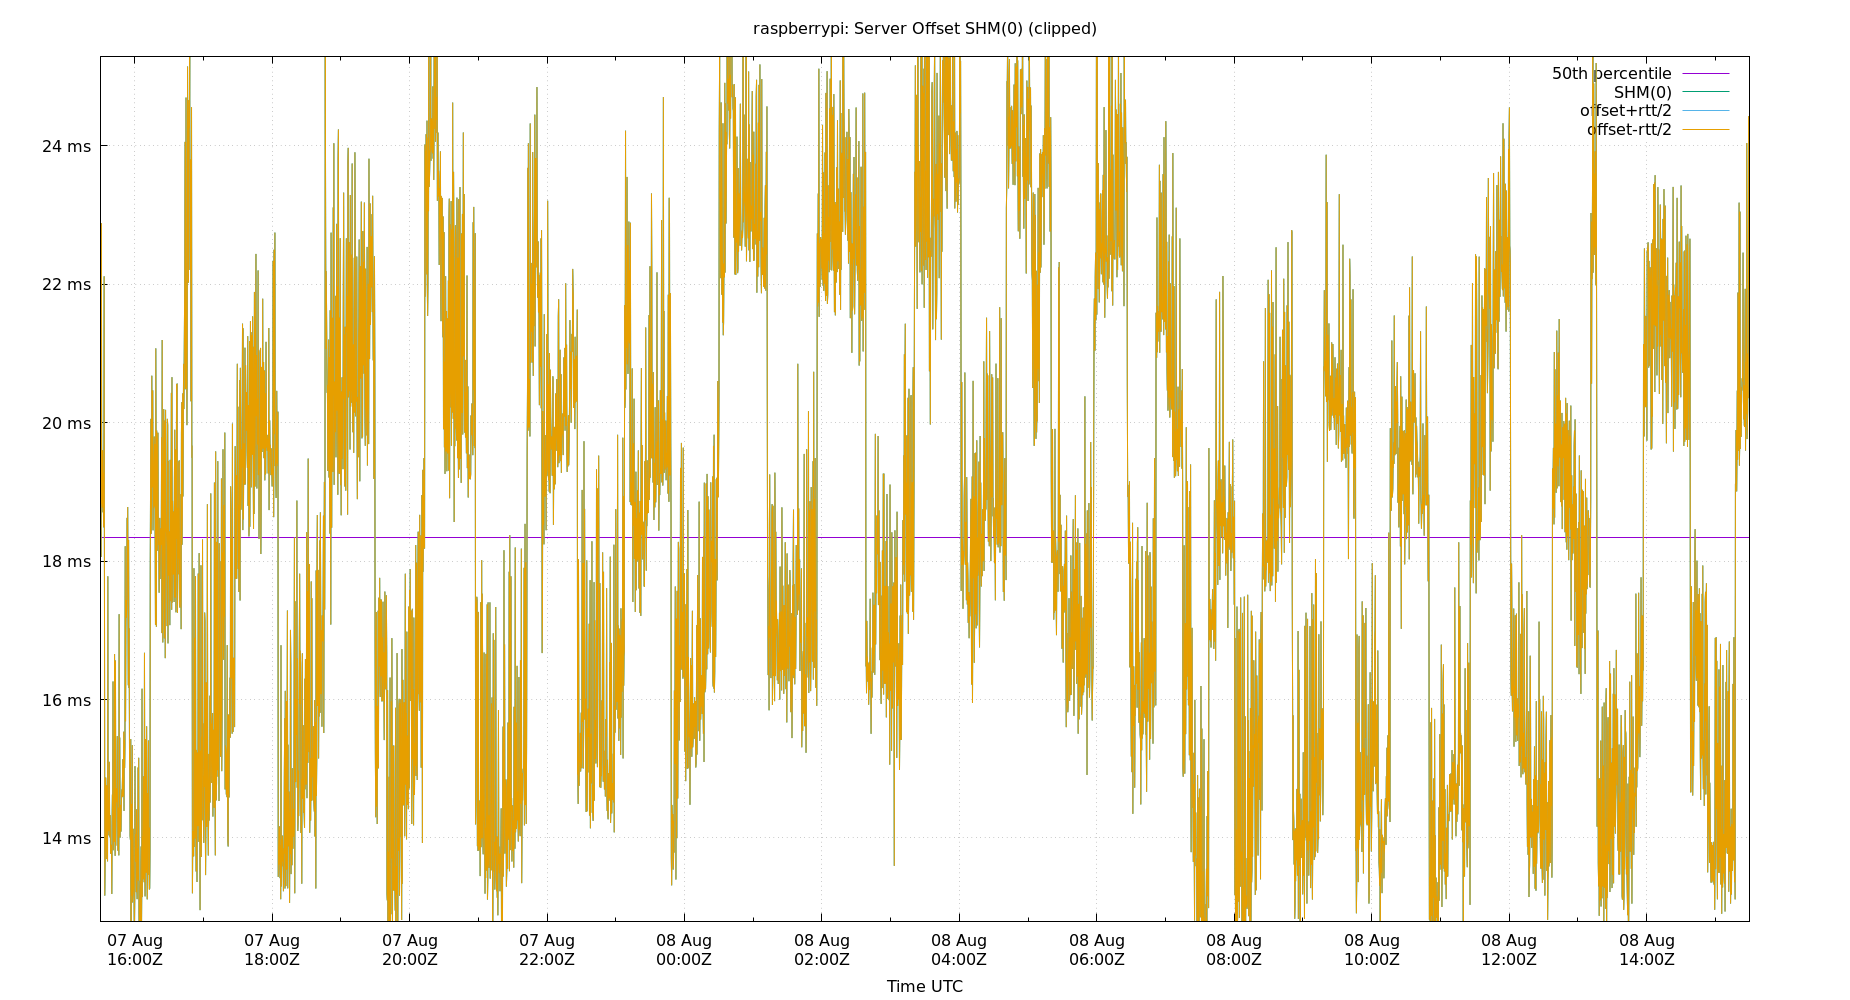 raspberrypi: Server Offset SHM(0) (clipped)
50th percentile
SHM(0)
offset+rtt/2
offset-rtt/2
24 ms
22 ms
20 ms
18 ms
16 ms
14 ms
07 Aug 07 Aug 07 Aug 07 Aug 08 Aug 08 Aug 08 Aug 08 Aug 08 Aug 08 Aug 08 Aug 08 Aug
16:00Z 18:00Z 20:00Z 22:00Z 00:00Z 02:00Z 04:00Z 06:00Z 08:00Z 10:00Z 12:00Z 14:00Z
Time UTC